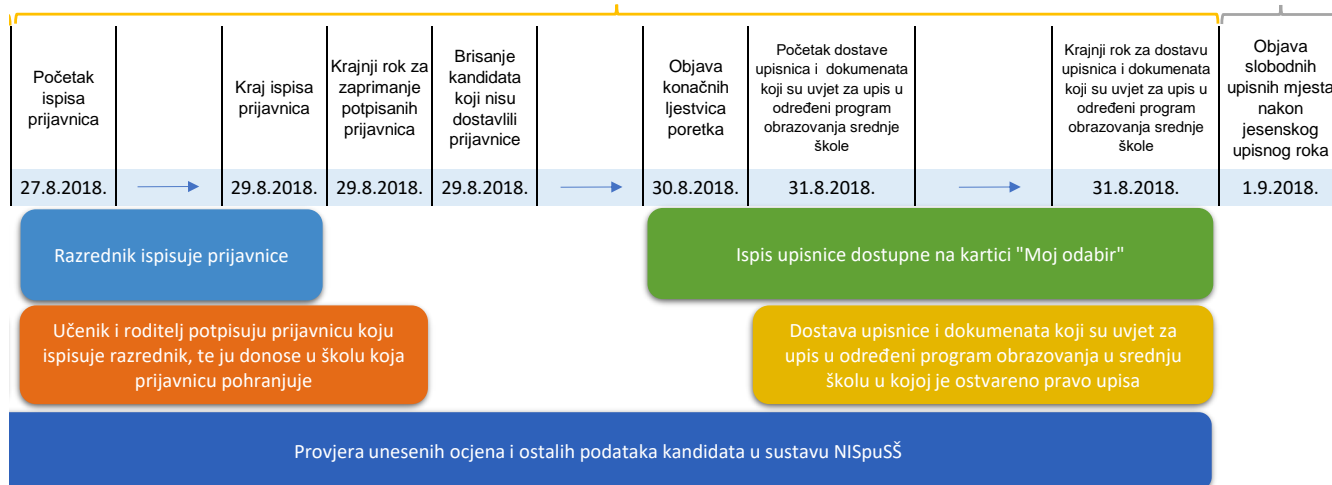 Početak
ispisa
prijavnica
Kraj ispisa
prijavnica
Krajnji rok za
zaprimanje
potpisanih
prijavnica
Brisanje
kandidata
koji nisu
dostavlili
prijavnice
Objava
konačnih
ljestvica
poretka
Početak dostave
upisnica i dokumenata
koji su uvjet za upis u
određeni program
obrazovanja srednje
škole
Krajnji rok za dostavu
upisnica i dokumenata
koji su uvjet za upis u
određeni program
obrazovanja srednje
škole
Objava
slobodnih
upisnih mjesta
nakon
jesenskog
upisnog roka
27.8.2018.
29.8.2018.
29.8.2018.
29.8.2018.
30.8.2018.
31.8.2018.
31.8.2018.
1.9.2018.
Razrednik ispisuje prijavnice
Ispis upisnice dostupne na kartici "Moj odabir"
Učenik i roditelj potpisuju prijavnicu koju
ispisuje razrednik, te ju donose u školu koja
prijavnicu pohranjuje
Dostava upisnice i dokumenata koji su uvjet za
upis u određeni program obrazovanja u srednju
školu u kojoj je ostvareno pravo upisa
Provjera unesenih ocjena i ostalih podataka kandidata u sustavu NISpuSŠ